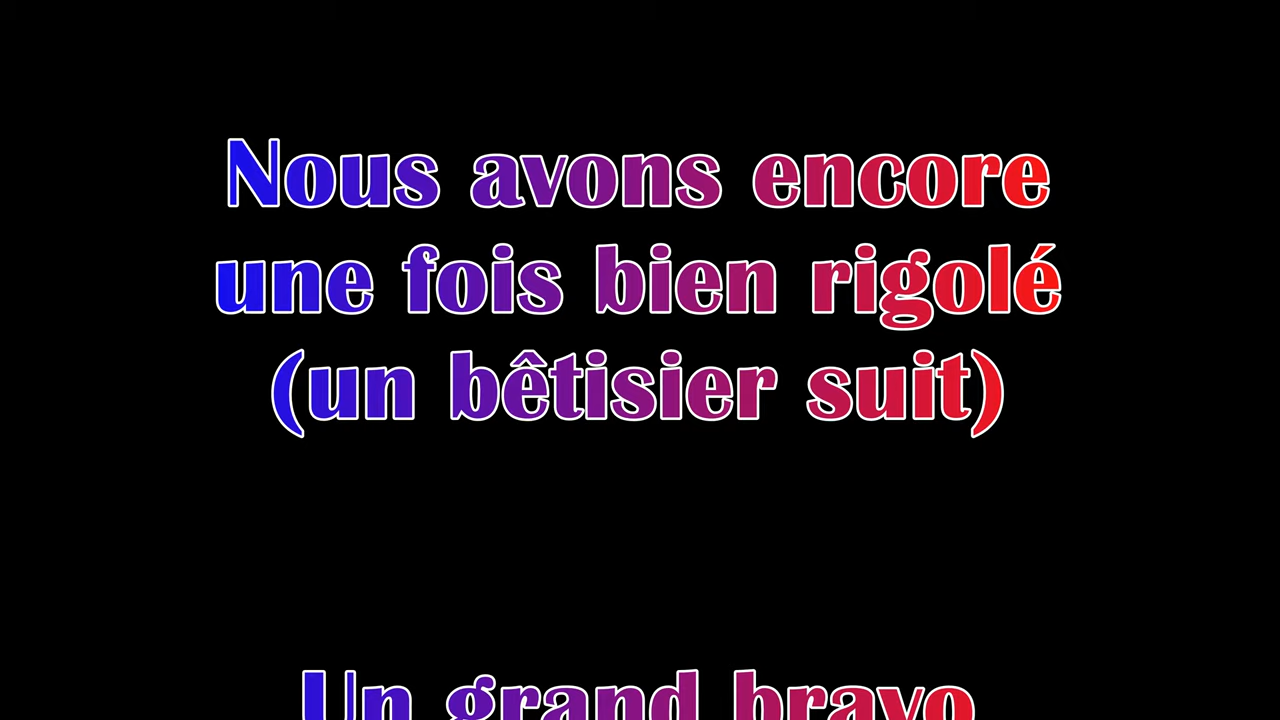 Nous avons encore
une fois bien rigolé
(un bêtisier suit)
Un grand bravo